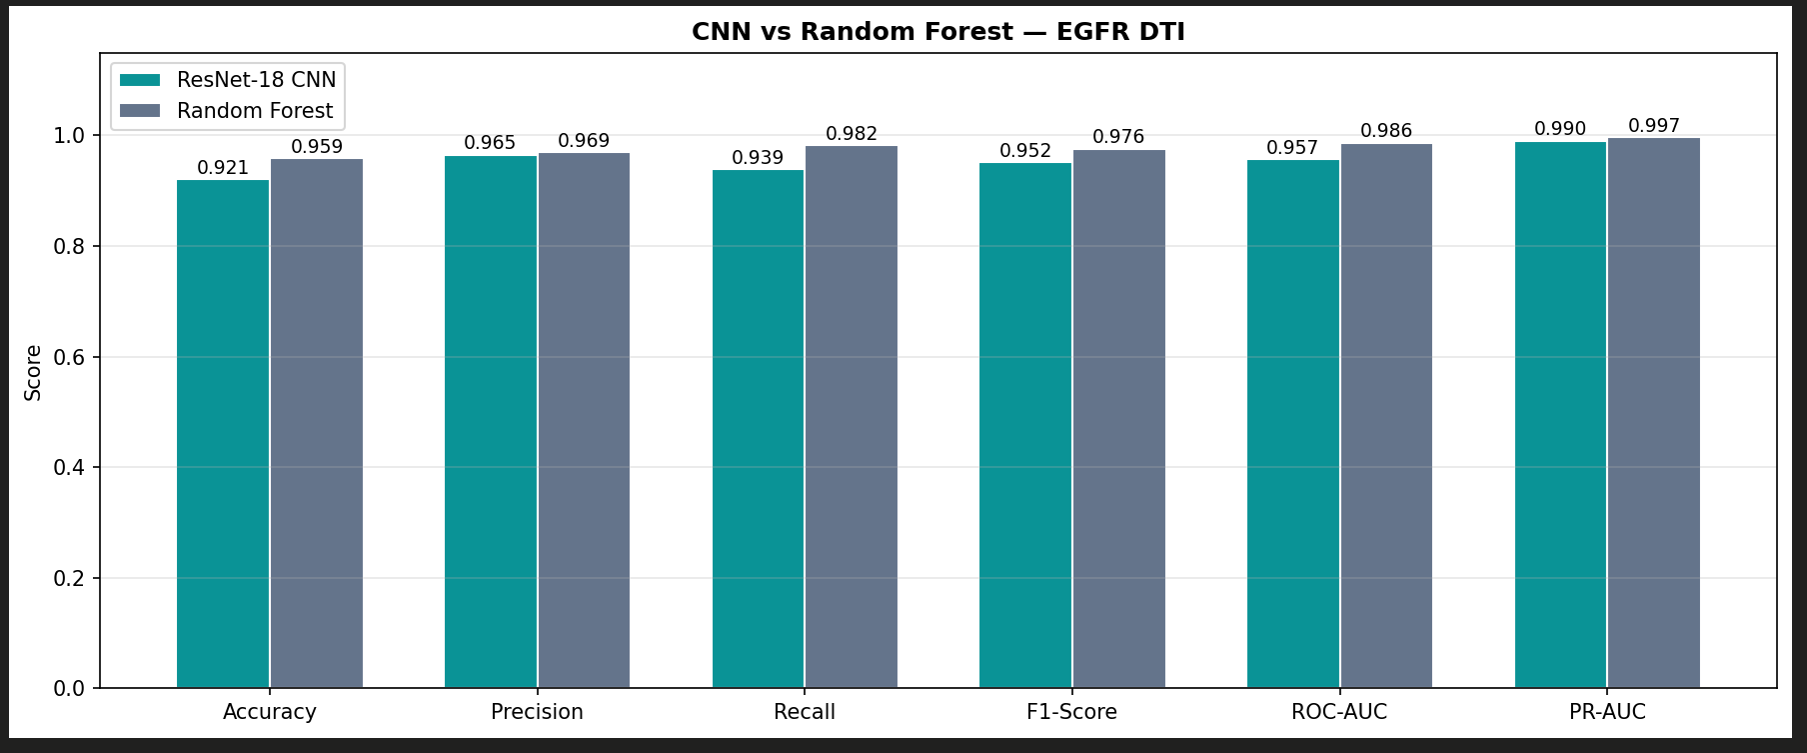 CNN vs Random Forest — EGFR DTI
ResNet-18 CNN
Random Forest
Score
1.0
0.8
0.6
0.4
0.2
0.0
0.921
0.959
0.965
0.969
0.939
0.982
0.952
0.976
0.957
0.986
0.990
0.997
Accuracy
Precision
Recall
F1-Score
ROC-AUC
PR-AUC